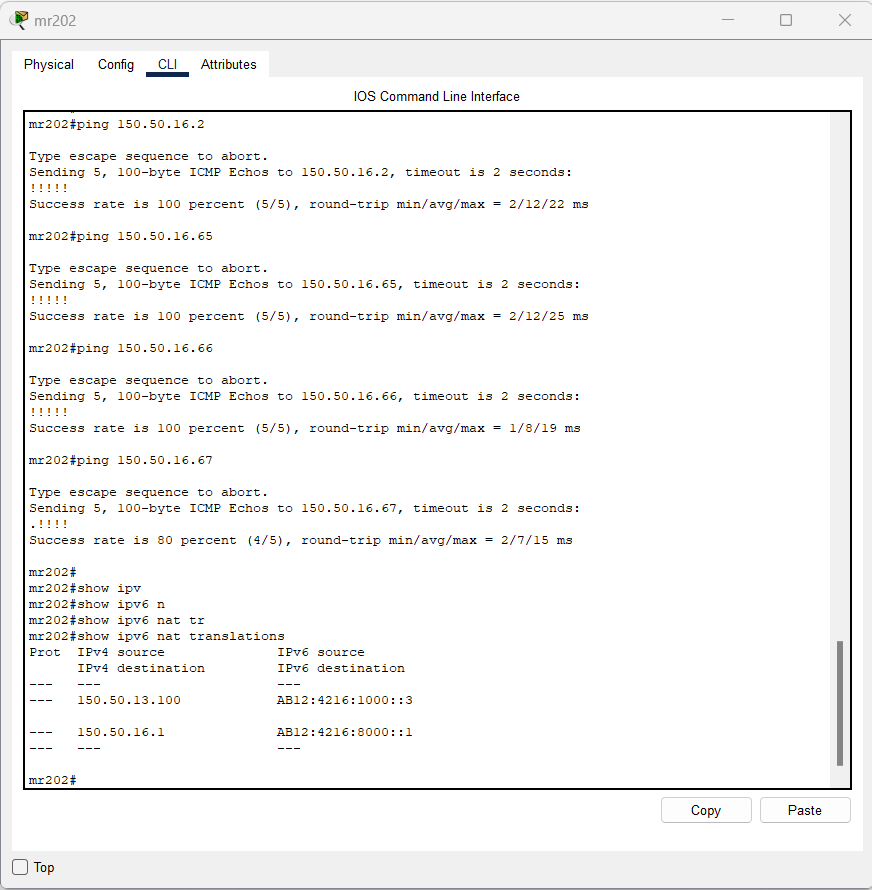 mr202
Physical Config CLI Attributes
IOS Command Line Interface
mr202#ping 150.50.16.2
Type escape sequence to abort.
Sending 5, 100-byte ICMP Echos to 150.50.16.2, timeout is 2 seconds:
!!!!!
Success rate is 100 percent (5/5), round-trip min/avg/max = 2/12/22 ms
mr202#ping 150.50.16.65
Type escape sequence to abort.
Sending 5, 100-byte ICMP Echos to 150.50.16.65, timeout is 2 seconds:
!!!!!
Success rate is 100 percent (5/5), round-trip min/avg/max = 2/12/25 ms
mr202#ping 150.50.16.66
Type escape sequence to abort.
Sending 5, 100-byte ICMP Echos to 150.50.16.66, timeout is 2 seconds:
!!!!!
Success rate is 100 percent (5/5), round-trip min/avg/max = 1/8/19 ms
mr202#ping 150.50.16.67
Type escape sequence to abort.
Sending 5, 100-byte ICMP Echos to 150.50.16.67, timeout is 2 seconds:
.!!!!
Success rate is 80 percent (4/5), round-trip min/avg/max = 2/7/15 ms
mr202#
mr202#show ipv
mr202#show ipv6 n
mr202#show ipv6 nat tr
mr202#show ipv6 nat translations
Prot IPv4 source IPv6 source
IPv4 destination IPv6 destination
--- --- ---
--- 150.50.13.100 AB12:4216:1000::3
--- 150.50.16.1 AB12:4216:8000::1
--- --- ---
mr202#
Copy Paste
Top